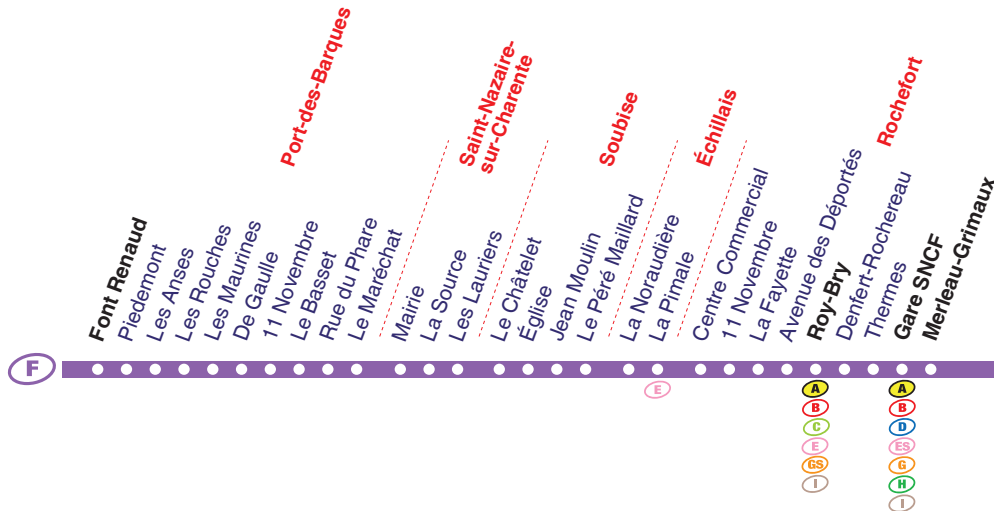 Port-des-Barques
Saint-Nazaire-
sur-Charente
Soubise
Échillais
Rochefort
Font Renaud
Piedemont
Les Anses
Les Rouches
Les Maurines
De Gaulle
11 Novembre
Le Basset
Rue du Phare
Le Maréchat
Mairie
La Source
Les Lauriers
Le Châtelet
Église
Jean Moulin
Le Péré Maillard
La Noraudière
La Pimale
Centre Commercial
11 Novembre
La Fayette
Avenue des Déportés
Roy-Bry
Denfert-Rochereau
Thermes
Gare SNCF
Merleau-Grimaux
F
E
A
B
C
E
GS
I
A
B
D
ES
G
H
I